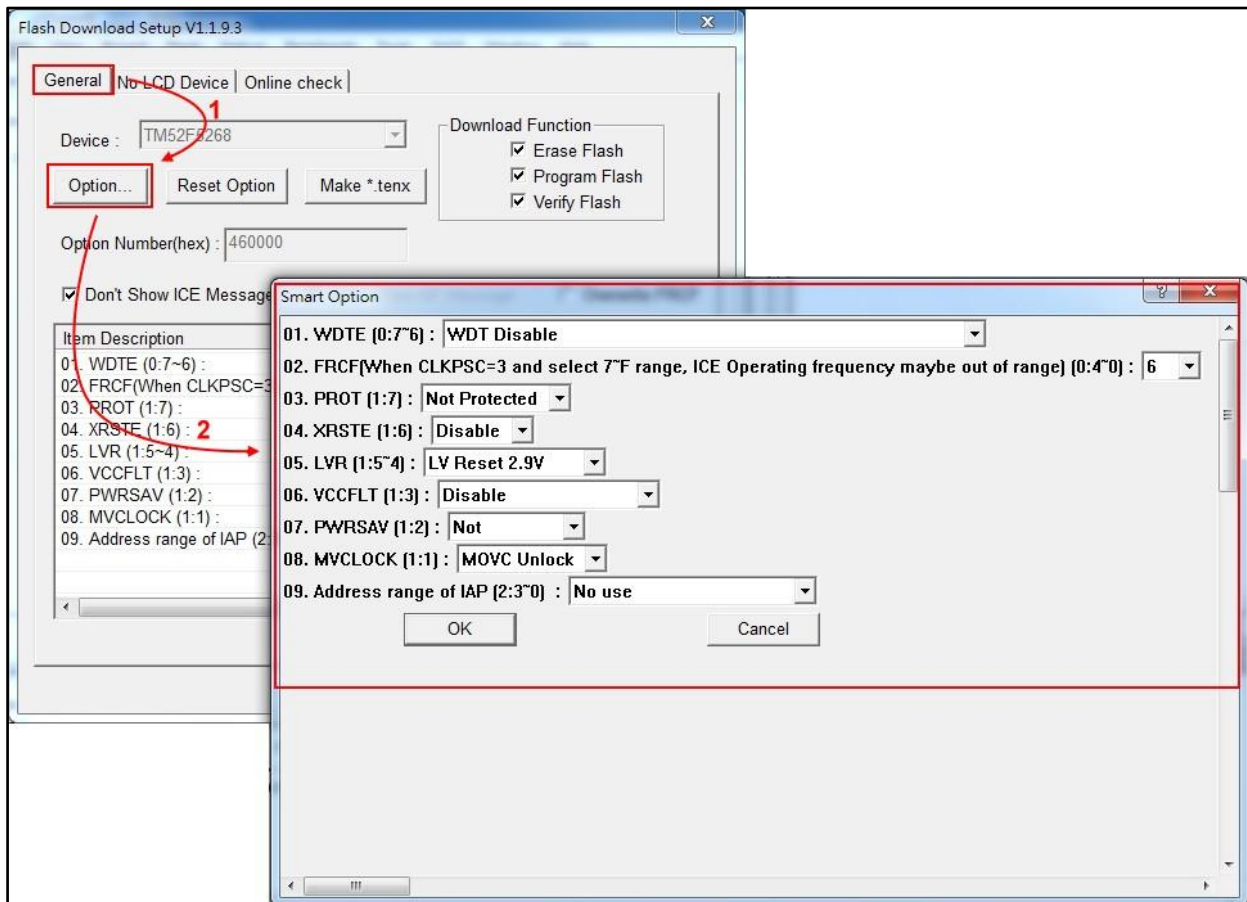 Flash Download Setup V1.1.9.3
General
No LCD Device
Online check
1
Device :
TM52F5268
Download Function
Erase Flash
Program Flash
Verify Flash
Option...
Reset Option
Make *.tenx
Option Number(hex) : 460000
Don't Show ICE Message
Item Description
01. WDTE (0:7~6) :
02. FRCF(When CLKPSC=3
03. PROT (1:7) :
04. XRSTE (1:6) :
2
05. LVR (1:5~4) :
06. VCCFLT (1:3) :
07. PWRSAV (1:2) :
08. MVCLOCK (1:1) :
09. Address range of IAP (2:
Smart Option
01. WDTE (0:7~6) : WDT Disable
02. FRCF(When CLKPSC=3 and select 7~F range, ICE Operating frequency maybe out of range) (0:4~0) : 6
03. PROT (1:7) : Not Protected
04. XRSTE (1:6) : Disable
05. LVR (1:5~4) : LV Reset 2.9V
06. VCCFLT (1:3) : Disable
07. PWRSAV (1:2) : Not
08. MVCLOCK (1:1) : MOVC Unlock
09. Address range of IAP (2:3~0) : No use
OK
Cancel